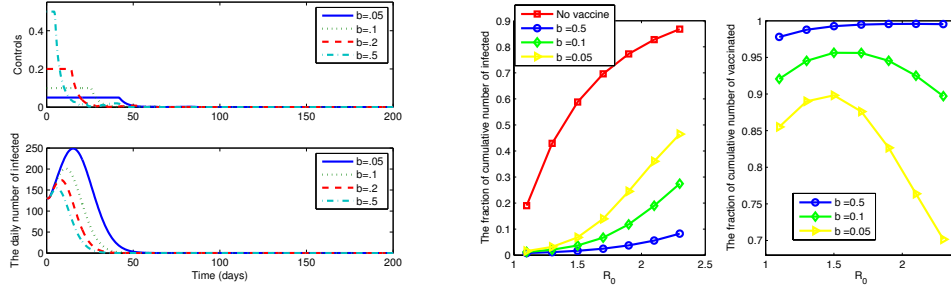 Controls
0.4
0.2
0
0
50
100
150
200
b=.05
b=.1
b=.2
b=.5
The daily number of infected
250
200
150
100
50
0
0
50
100
150
200
Time (days)
b=.05
b=.1
b=.2
b=.5
The fraction of cumulative number of infected
0.9
0.8
0.7
0.6
0.5
0.4
0.3
0.2
0.1
0
1
1.5
2
2.5
R0
No vaccine
b =0.5
b =0.1
b =0.05
The fraction of cumulative number of vaccinated
1
0.95
0.9
0.85
0.8
0.75
0.7
1
1.5
2
R0
b =0.5
b =0.1
b =0.05